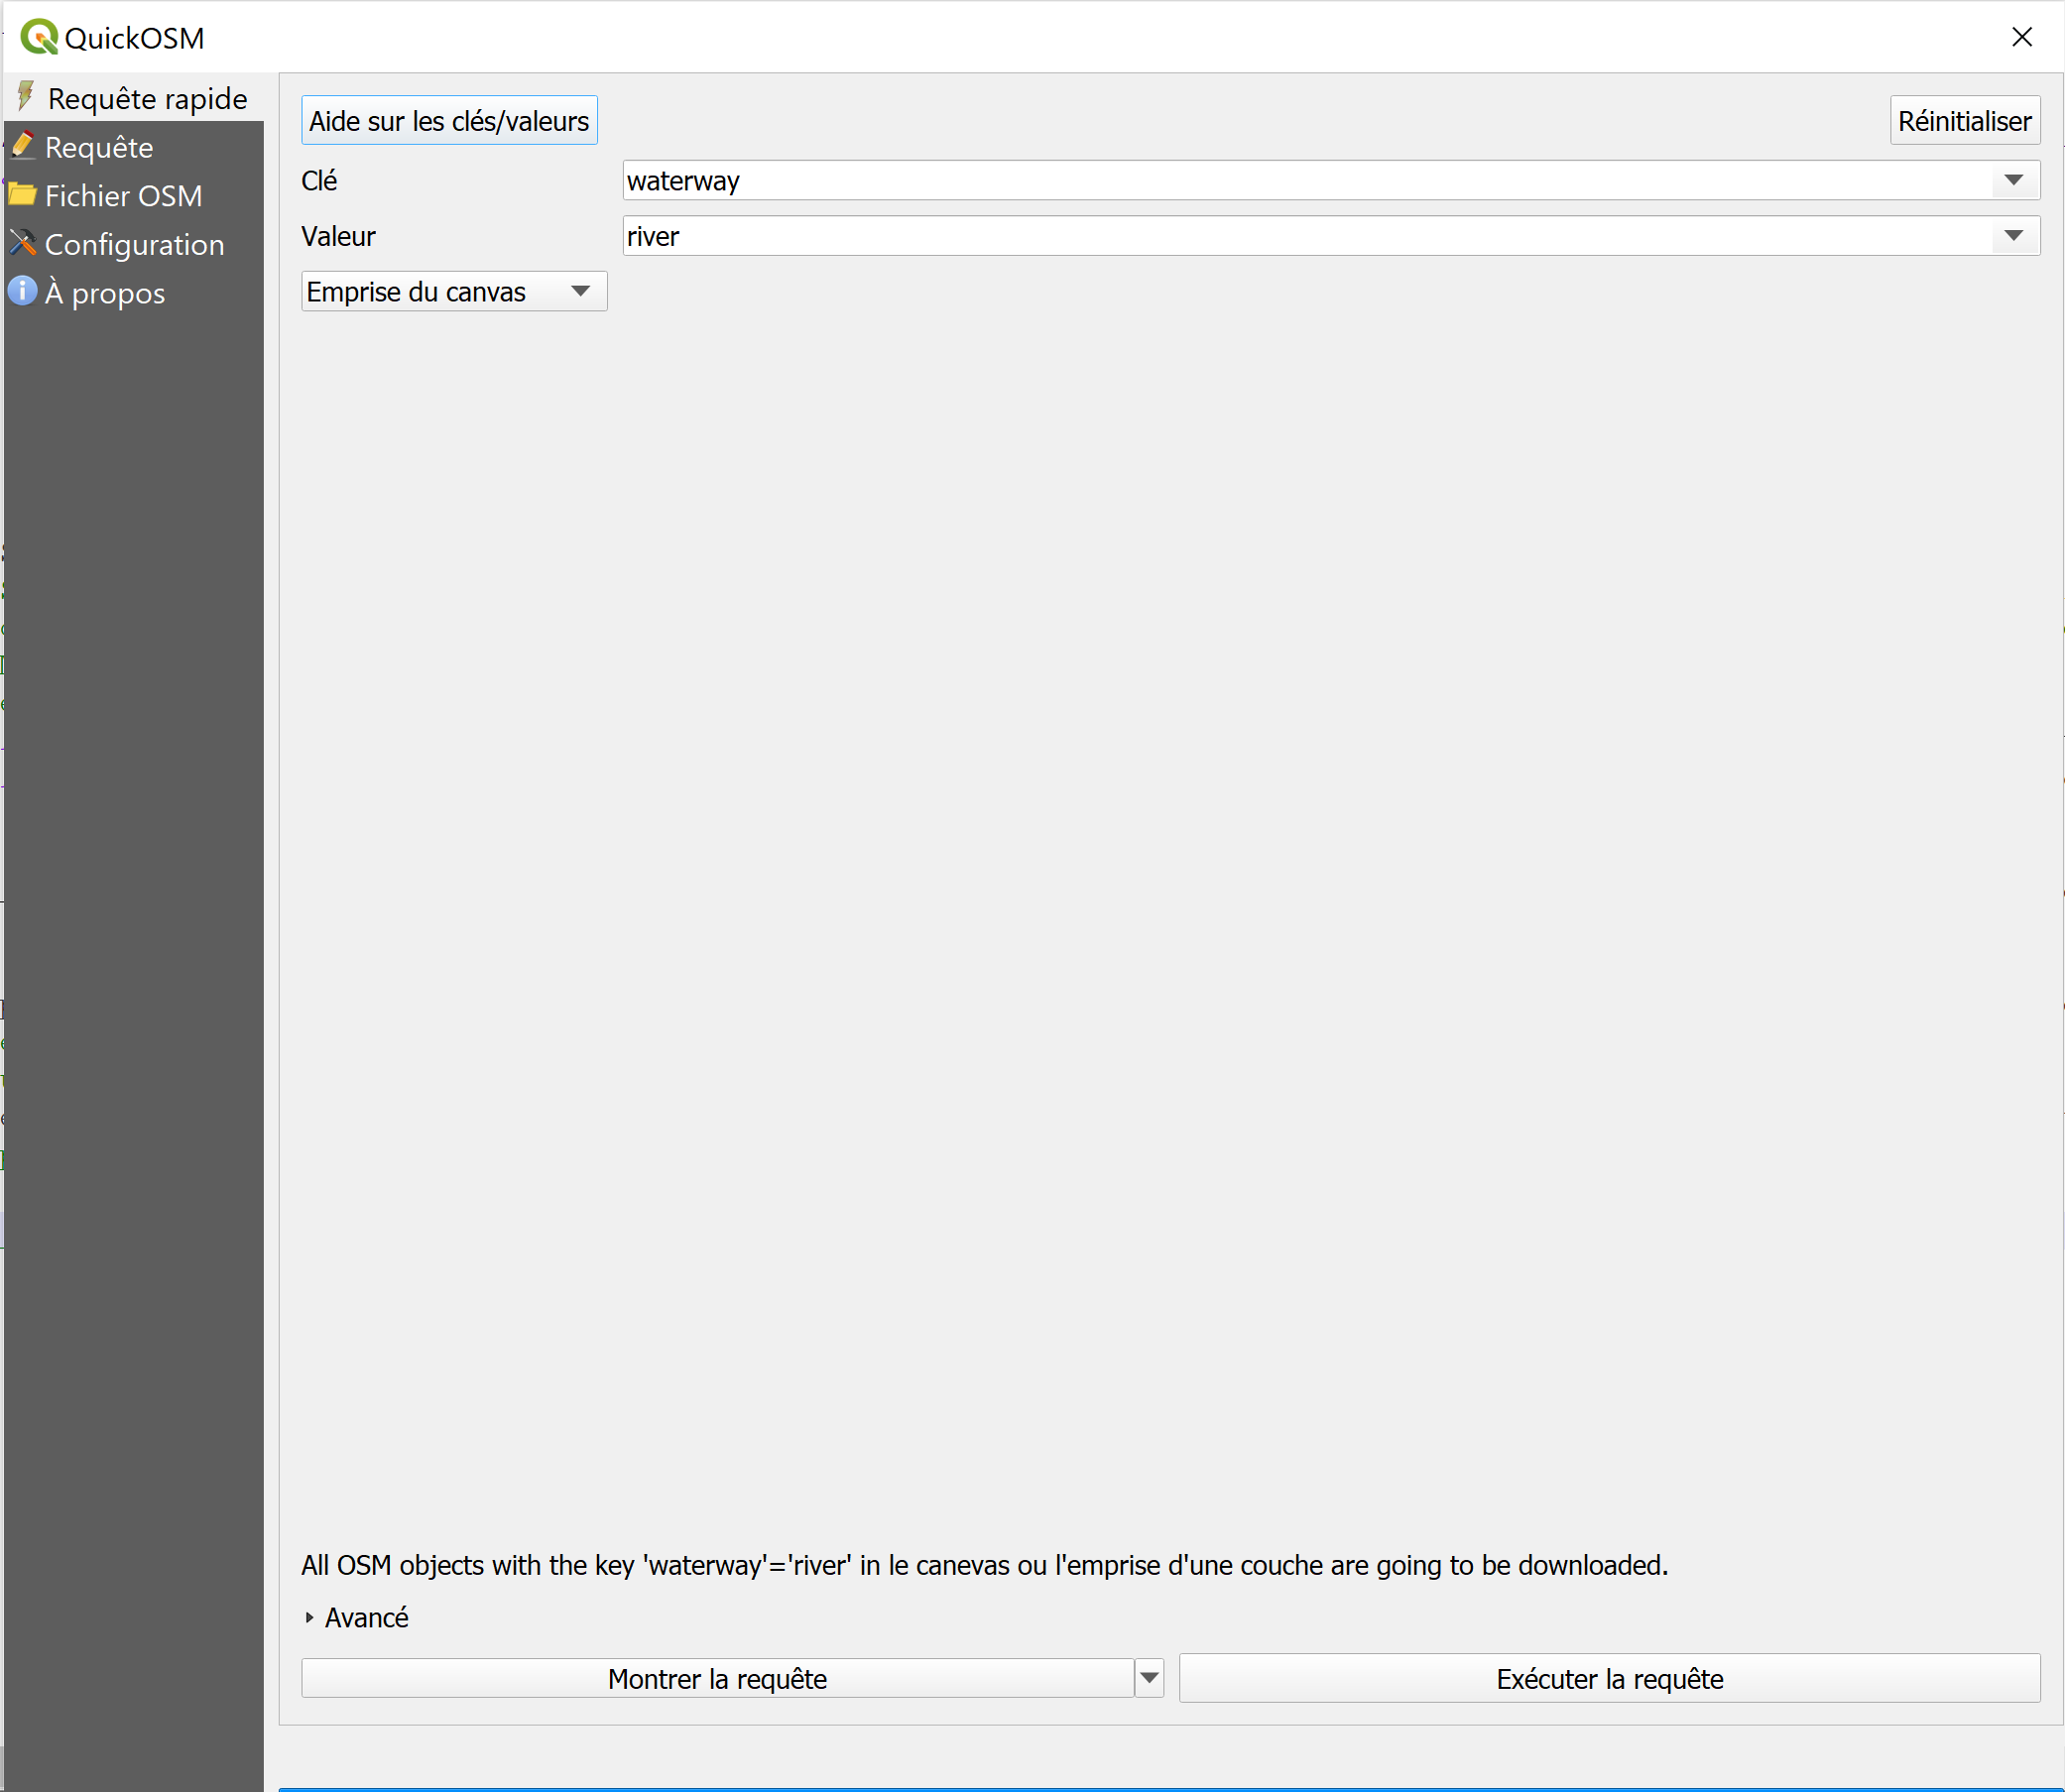 QuickOSM
Requête rapide
Requête
Fichier OSM
Configuration
À propos
Aide sur les clés/valeurs
Réinitialiser
Clé
waterway
Valeur
river
Emprise du canvas
All OSM objects with the key 'waterway'='river' in le canevas ou l'emprise d'une couche are going to be downloaded.
Avancé
Montrer la requête
Exécuter la requête